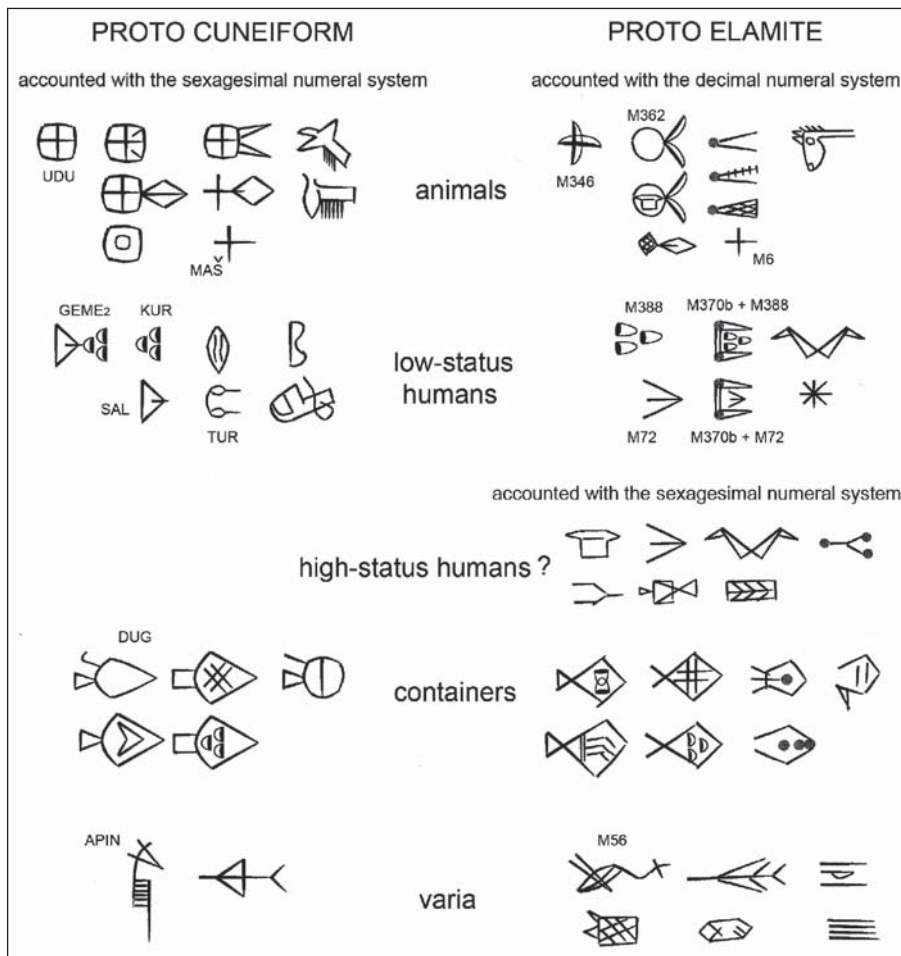 PROTO CUNEIFORM
PROTO ELAMITE
accounted with the sexagesimal numeral system
accounted with the decimal numeral system
UDU
MAŠ
animals
M362
M346
M6
GEME2
KUR
SAL
TUR
low-status
humans
M388
M370b + M388
M72
M370b + M72
accounted with the sexagesimal numeral system
high-status humans ?
DUG
containers
APIN
varia
M56